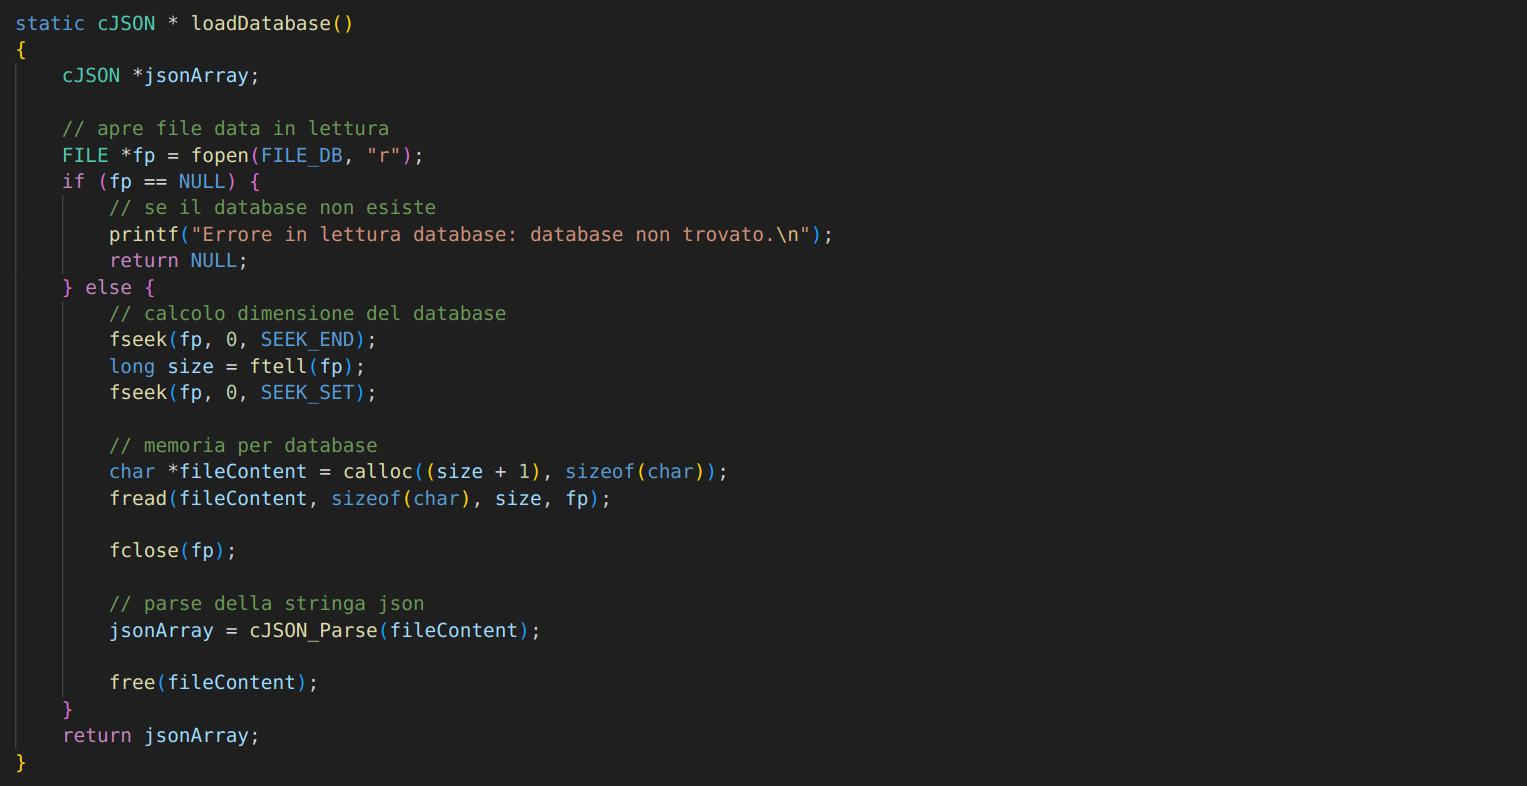 static cJSON * loadDatabase()
{
    cJSON *jsonArray;

    // apre file data in lettura
    FILE *fp = fopen(FILE_DB, "r");
    if (fp == NULL) {
        // se il database non esiste
        printf("Errore in lettura database: database non trovato.\n");
        return NULL;
    } else {
        // calcolo dimensione del database
        fseek(fp, 0, SEEK_END);
        long size = ftell(fp);
        fseek(fp, 0, SEEK_SET);

        // memoria per database
        char *fileContent = calloc((size + 1), sizeof(char));
        fread(fileContent, sizeof(char), size, fp);

        fclose(fp);

        // parse della stringa json
        jsonArray = cJSON_Parse(fileContent);

        free(fileContent);
    }
    return jsonArray;
}